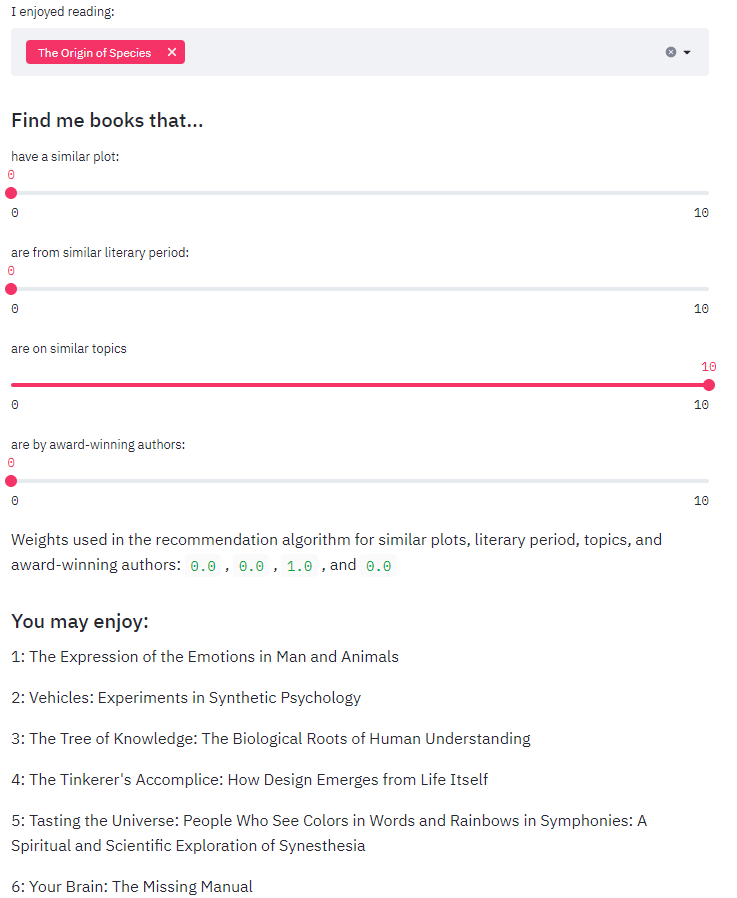 I enjoyed reading:
The Origin of Species ✕
Find me books that...
have a similar plot:
0
0 10
are from similar literary period:
0
0 10
are on similar topics
10
0 10
are by award-winning authors:
0
0 10
Weights used in the recommendation algorithm for similar plots, literary period, topics, and
award-winning authors: 0.0 , 0.0 , 1.0 , and 0.0
You may enjoy:
1: The Expression of the Emotions in Man and Animals
2: Vehicles: Experiments in Synthetic Psychology
3: The Tree of Knowledge: The Biological Roots of Human Understanding
4: The Tinkerer's Accomplice: How Design Emerges from Life Itself
5: Tasting the Universe: People Who See Colors in Words and Rainbows in Symphonies: A
Spiritual and Scientific Exploration of Synesthesia
6: Your Brain: The Missing Manual